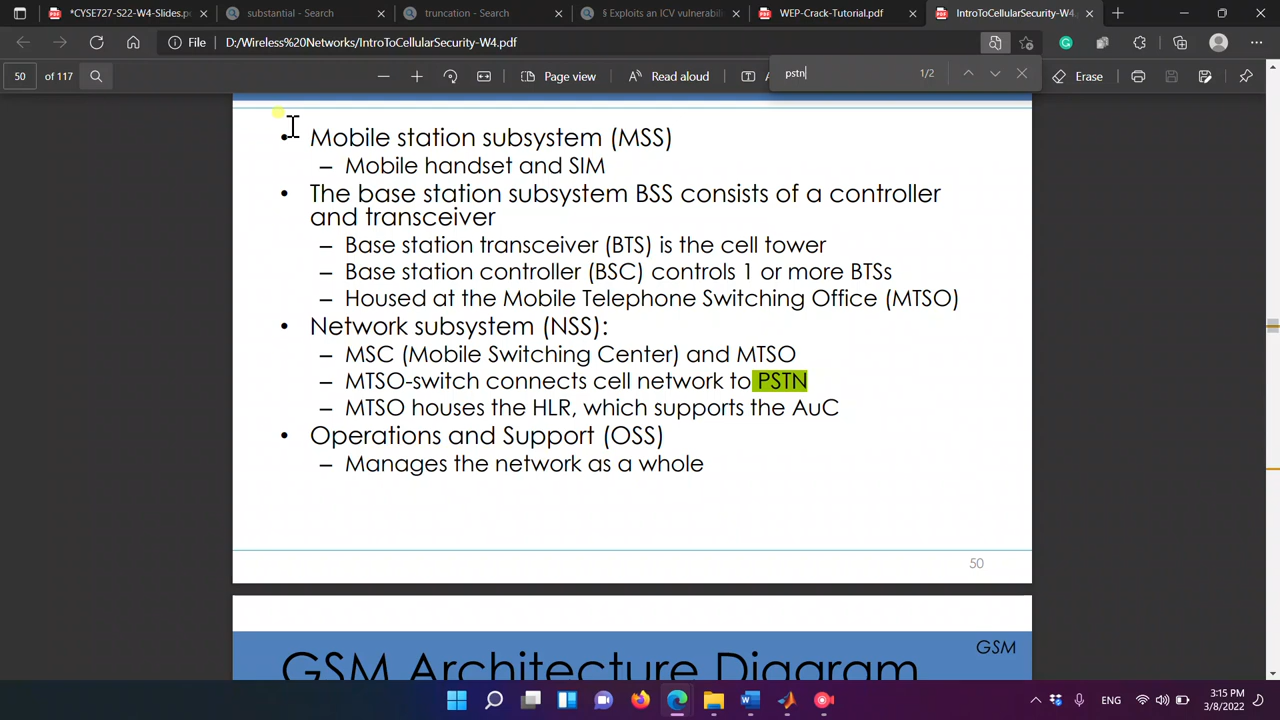 *CYSE727-S22-W4-Slides.p
substantial - Search
truncation - Search
§ Exploits an ICV vulnerabil
WEP-Crack-Tutorial.pdf
IntroToCellularSecurity-W4
File
D:/Wireless%20Networks/IntroToCellularSecurity-W4.pdf
50
of 117
Page view
Read aloud
pstn
1/2
Erase
• Mobile station subsystem (MSS)
– Mobile handset and SIM
• The base station subsystem BSS consists of a controller
and transceiver
– Base station transceiver (BTS) is the cell tower
– Base station controller (BSC) controls 1 or more BTSs
– Housed at the Mobile Telephone Switching Office (MTSO)
• Network subsystem (NSS):
– MSC (Mobile Switching Center) and MTSO
– MTSO-switch connects cell network to PSTN
– MTSO houses the HLR, which supports the AuC
• Operations and Support (OSS)
– Manages the network as a whole
50
GSM
GSM Architecture Diagram
ENG
3:15 PM
3/8/2022